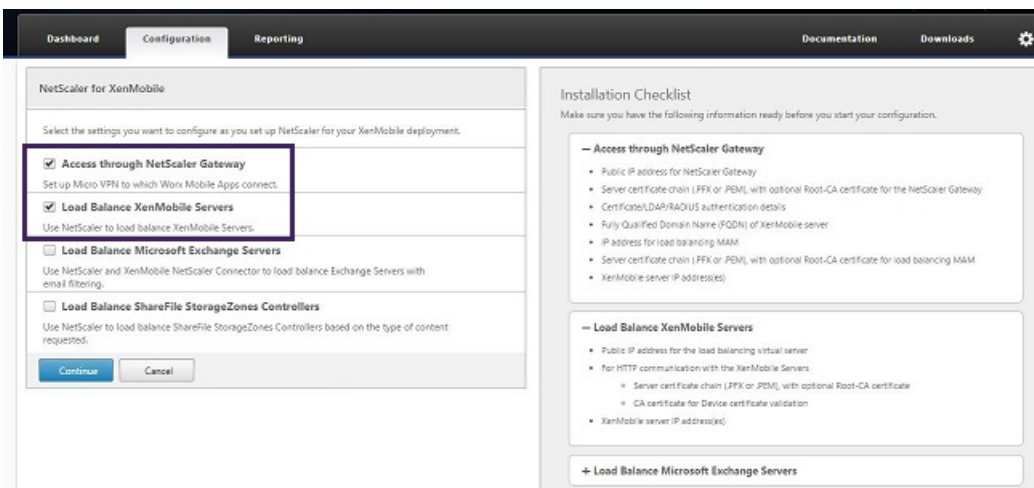 Dashboard Configuration Reporting Documentation Downloads
NetScaler for XenMobile
Select the settings you want to configure as you set up NetScaler for your XenMobile deployment.
Access through NetScaler Gateway
Set up Micro VPN to which Worx Mobile Apps connect.
Load Balance XenMobile Servers
Use NetScaler to load balance XenMobile Servers.
Load Balance Microsoft Exchange Servers
Use NetScaler and XenMobile NetScaler Connector to load balance Exchange Servers with
email filtering.
Load Balance ShareFile StorageZones Controllers
Use NetScaler to load balance ShareFile StorageZones Controllers based on the type of content
requested.
Continue Cancel
Installation Checklist
Make sure you have the following information ready before you start your configuration.
− Access through NetScaler Gateway
• Public IP address for NetScaler Gateway
• Server certificate chain (.PFX or .PEM), with optional Root-CA certificate for the NetScaler Gateway
• Certificate/LDAP/RADIUS authentication details
• Fully Qualified Domain Name (FQDN) of XenMobile server
• IP address for load balancing MAM
• Server certificate chain (.PFX or .PEM), with optional Root-CA certificate for load balancing MAM
• XenMobile server IP address(es)
− Load Balance XenMobile Servers
• Public IP address for the load balancing virtual server
• For HTTP communication with the XenMobile Servers
Server certificate chain (.PFX or .PEM), with optional Root-CA certificate
CA certificate for Device certificate validation
• XenMobile server IP address(es)
+ Load Balance Microsoft Exchange Servers